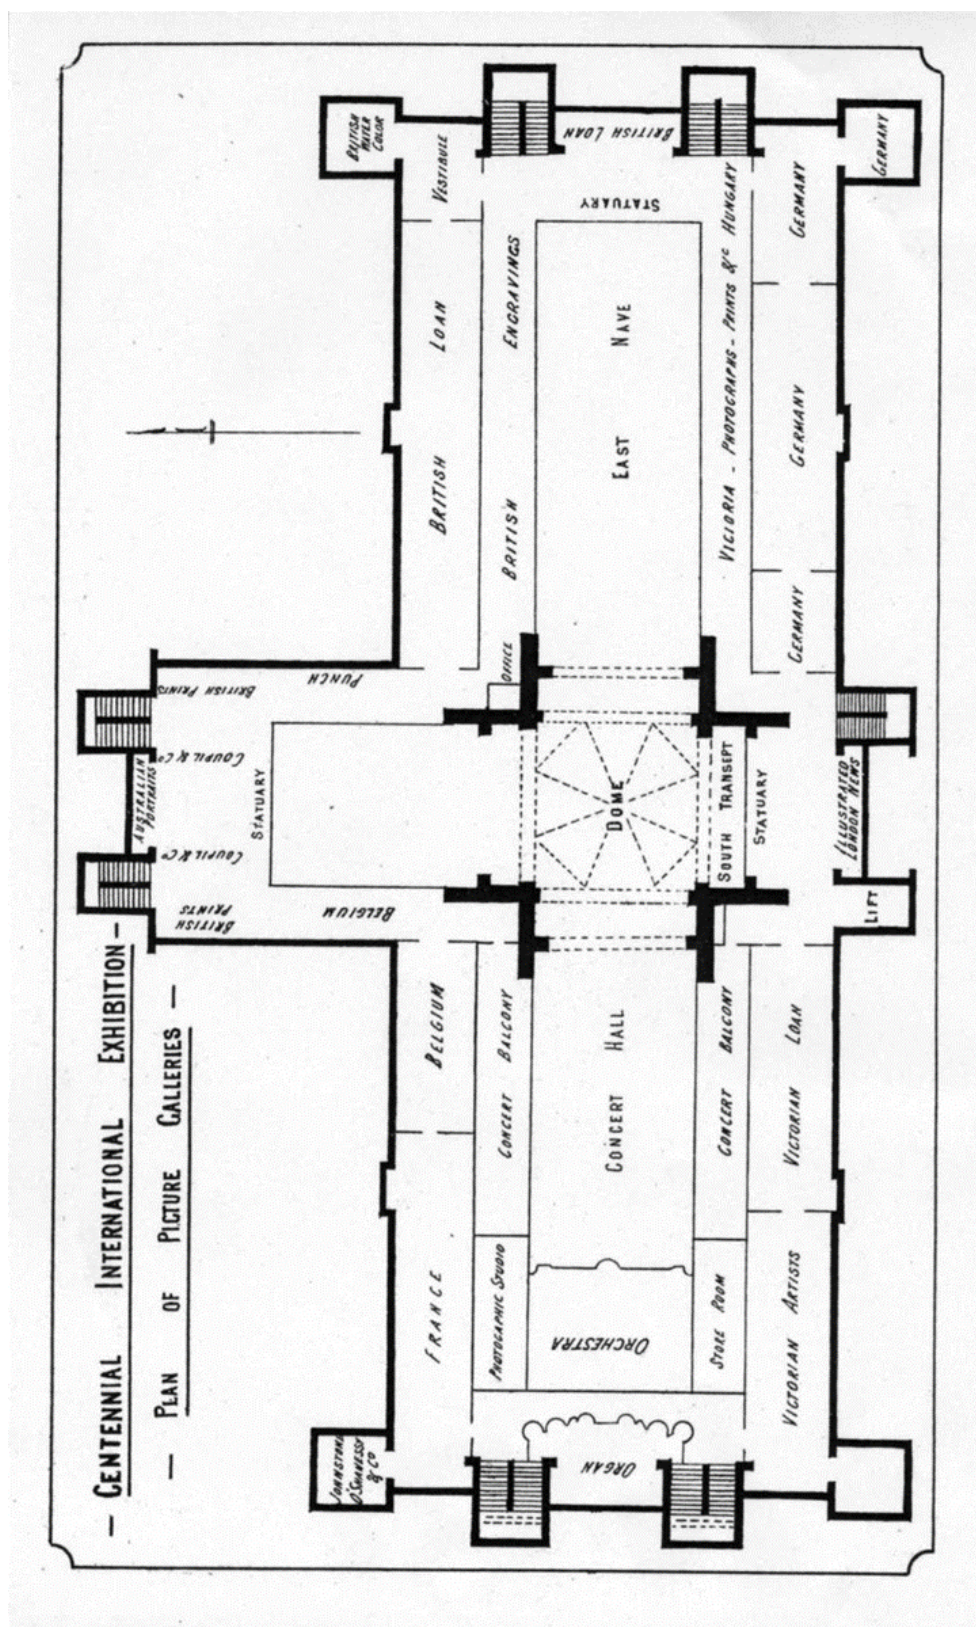 - CENTENNIAL INTERNATIONAL EXHIBITION -
- PLAN OF PICTURE GALLERIES -
BRITISH PRINTS
AUSTRALIAN
PORTRAITS
BRITISH
PRINTS
COUPIL & Co
COUPIL & Co
PUNCH
STATUARY
BELGIUM
JOHNSTONE
O'SHANESSY
& Co
BRITISH
WATER
COLOR
FRANCE
BELGIUM
BRITISH LOAN
VESTIBULE
PHOTOGRAPHIC STUDIO
CONCERT BALCONY
OFFICE
BRITISH ENGRAVINGS
ORGAN
ORCHESTRA
CONCERT HALL
DOME
EAST NAVE
STATUARY
BRITISH LOAN
STORE ROOM
CONCERT BALCONY
SOUTH TRANSEPT
STATUARY
VICTORIA - PHOTOGRAPHS - PRINTS &c HUNGARY
VICTORIAN ARTISTS
VICTORIAN LOAN
GERMANY
GERMANY
GERMANY
GERMANY
LIFT
ILLUSTRATED
LONDON NEWS